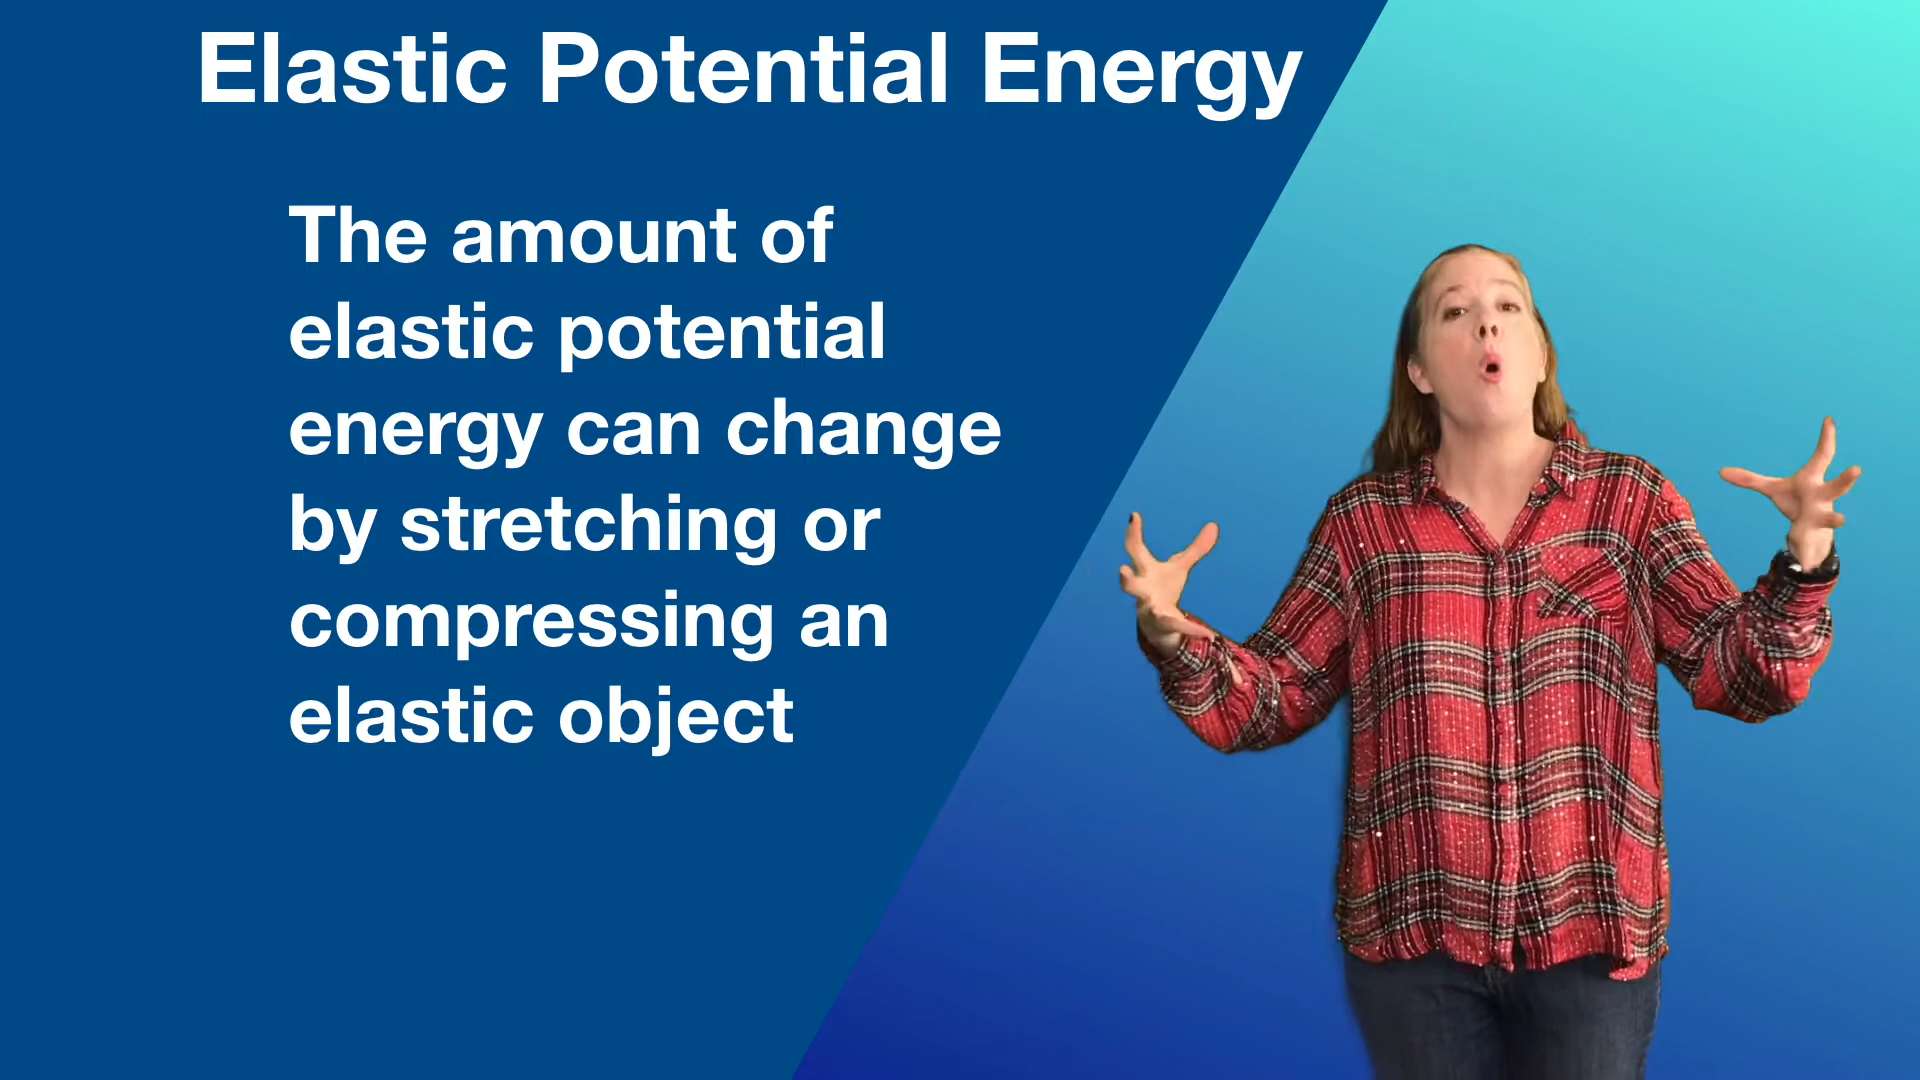 Elastic Potential Energy
The amount of
elastic potential
energy can change
by stretching or
compressing an
elastic object